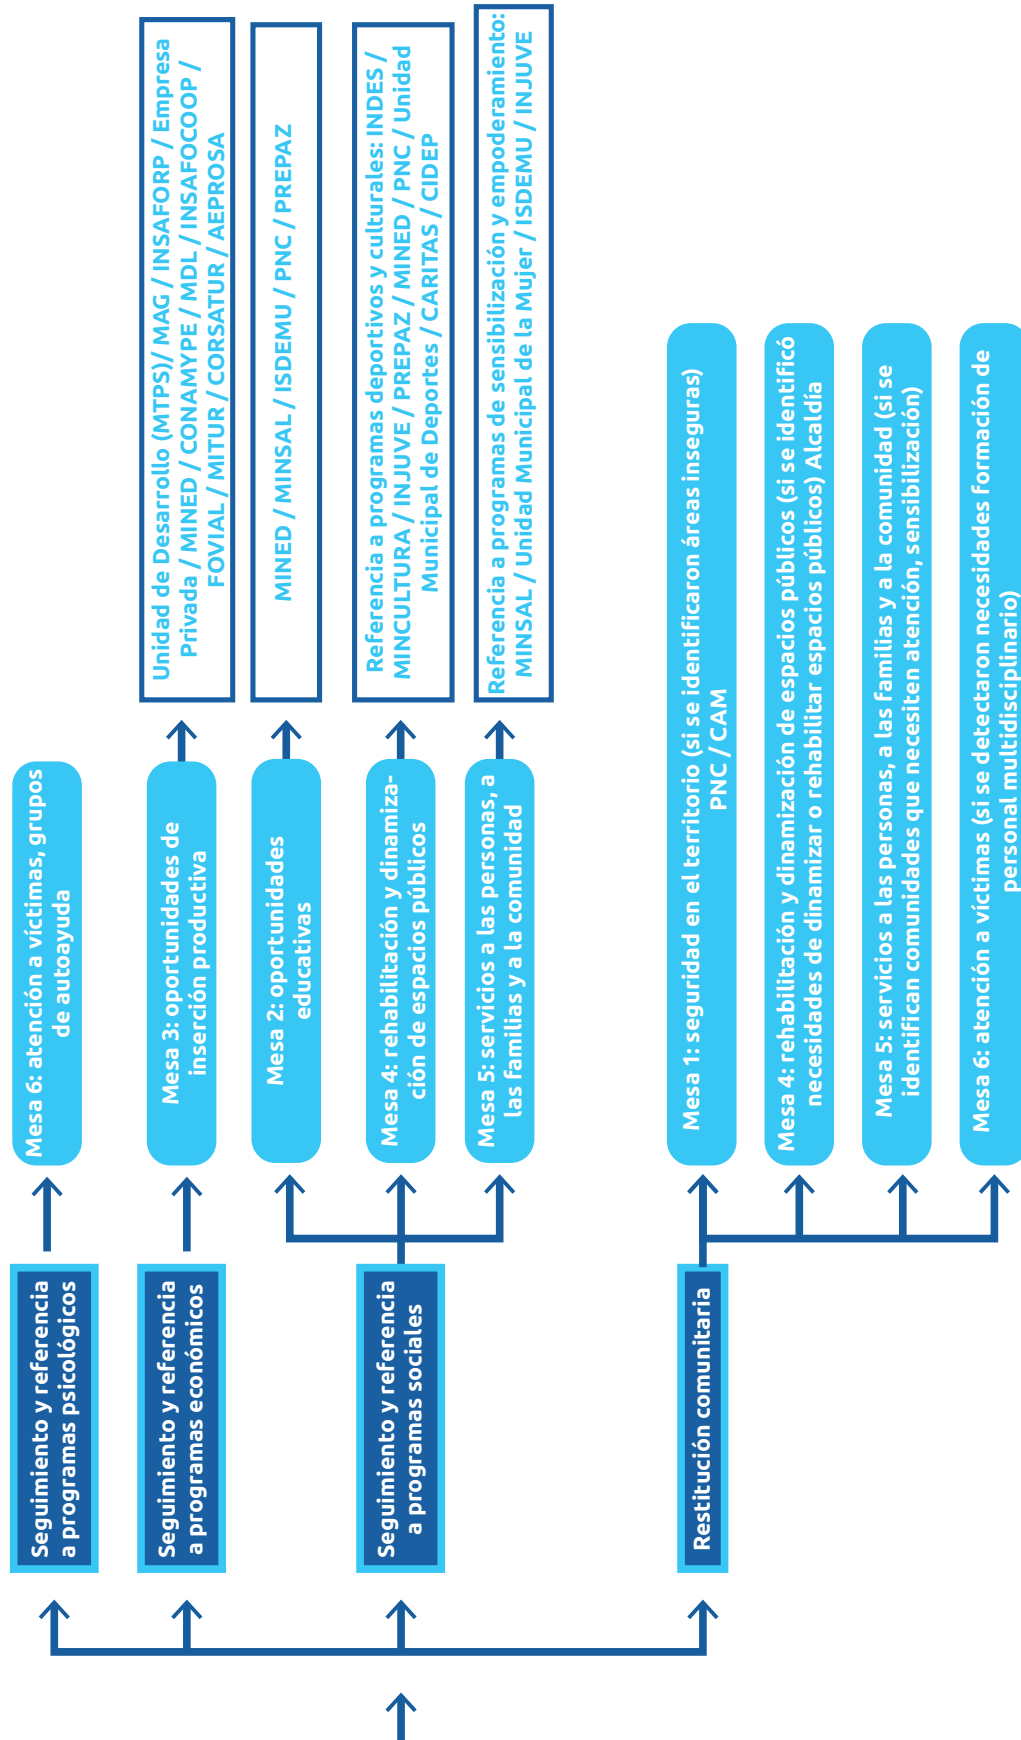 Seguimiento y referencia
a programas psicológicos
Mesa 6: atención a víctimas, grupos
de autoayuda
Seguimiento y referencia
a programas económicos
Mesa 3: oportunidades de
inserción productiva
Unidad de Desarrollo (MTPS)/ MAG / INSAFORP / Empresa
Privada / MINED / CONAMYPE / MDL / INSAFOCOOP /
FOVIAL / MITUR / CORSATUR / AEPROSA
Seguimiento y referencia
a programas sociales
Mesa 2: oportunidades
educativas
MINED / MINSAL / ISDEMU / PNC / PREPAZ
Mesa 4: rehabilitación y dinamiza-
ción de espacios públicos
Referencia a programas deportivos y culturales: INDES /
MINCULTURA / INJUVE / PREPAZ / MINED / PNC / Unidad
Municipal de Deportes / CARITAS / CIDEP
Mesa 5: servicios a las personas, a
las familias y a la comunidad
Referencia a programas de sensibilización y empoderamiento:
MINSAL / Unidad Municipal de la Mujer / ISDEMU / INJUVE
Restitución comunitaria
Mesa 1: seguridad en el territorio (si se identificaron áreas inseguras)
PNC / CAM
Mesa 4: rehabilitación y dinamización de espacios públicos (si se identificó
necesidades de dinamizar o rehabilitar espacios públicos) Alcaldía
Mesa 5: servicios a las personas, a las familias y a la comunidad (si se
identifican comunidades que necesiten atención, sensibilización)
Mesa 6: atención a víctimas (si se detectaron necesidades formación de
personal multidisciplinario)